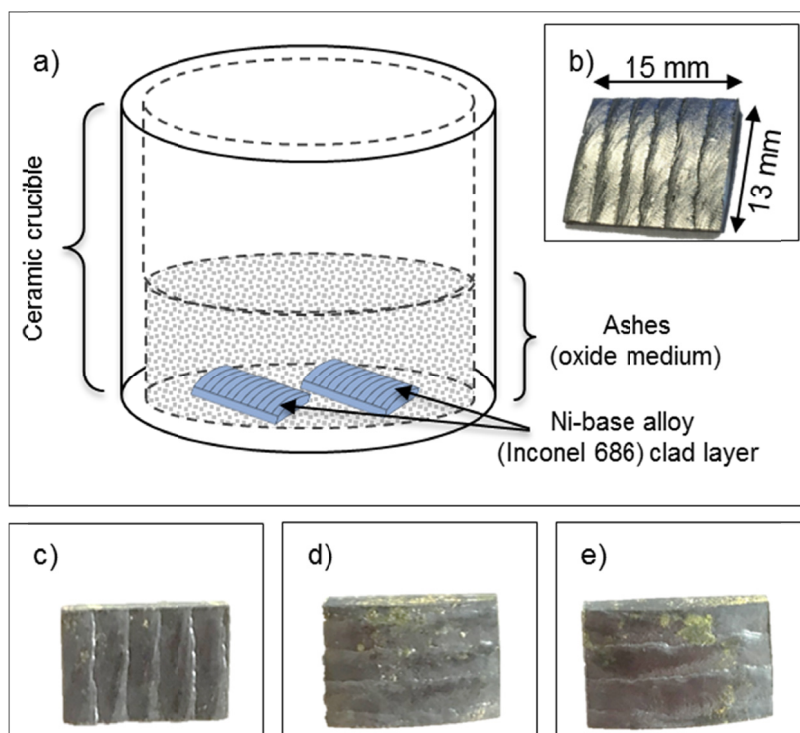 a)
Ceramic crucible
b)
15 mm
13 mm
Ashes
(oxide medium)
Ni-base alloy
(Inconel 686) clad layer
c)
d)
e)